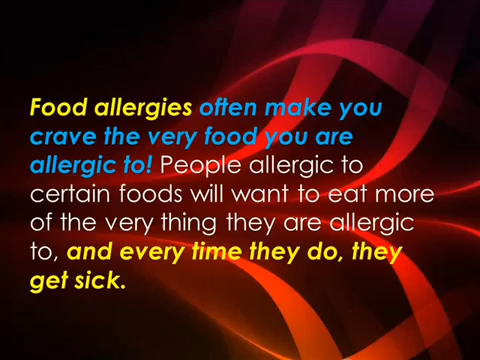 Food allergies often make you
crave the very food you are
allergic to! People allergic to
certain foods will want to eat more
of the very thing they are allergic
to, and every time they do, they
get sick.